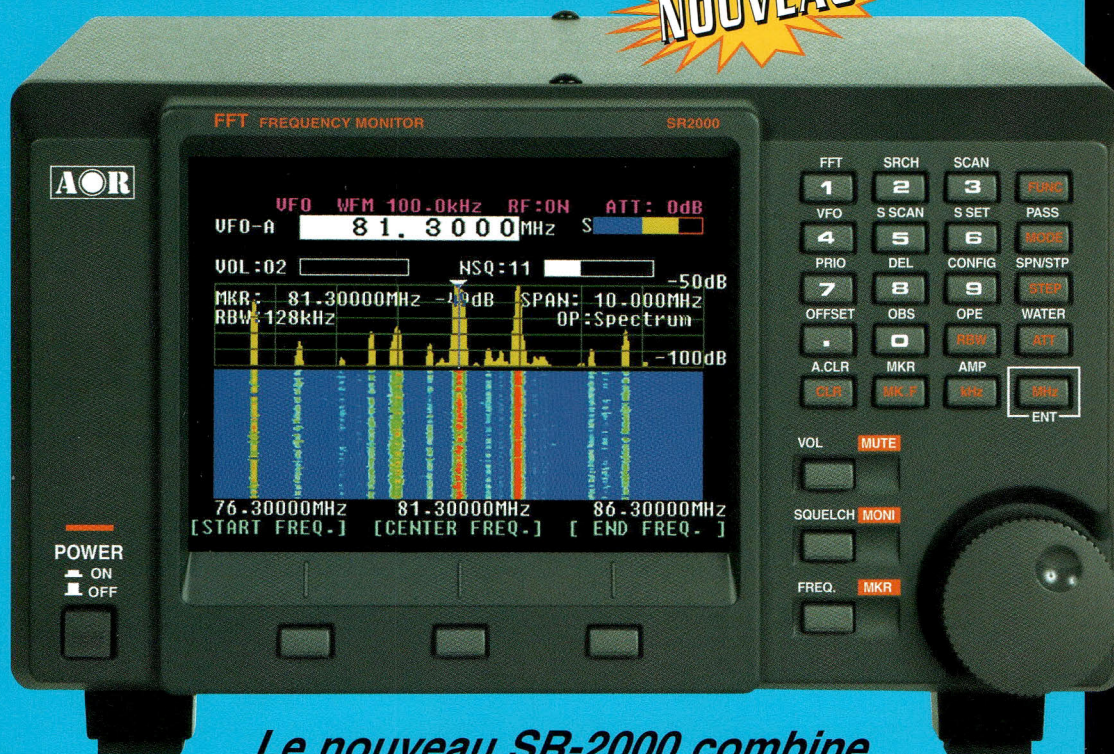 NOUVEAU
FFT FREQUENCY MONITOR SR2000
AOR
VFO WFM 100.0kHz RF:ON ATT: 0dB
VFO-A 81.3000MHz S
VOL:02 NSQ:11
-50dB
MKR: 81.30000MHz -40dB SPAN: 10.000MHz
RBW:128kHz OP:Spectrum
-100dB
76.30000MHz 81.30000MHz 86.30000MHz
[START FREQ.] [CENTER FREQ.] [ END FREQ. ]
POWER
ON
OFF
FFT SRCH SCAN
1 2 3 FUNC
VFO S SCAN S SET PASS
4 5 6 MODE
PRIO DEL CONFIG SPN/STP
7 8 9 STEP
OFFSET OBS OPE WATER
. 0 RBW ATT
A.CLR MKR AMP
CLR MK.F kHz MHz
ENT
VOL MUTE
SQUELCH MONI
FREQ. MKR
Le nouveau SR-2000 combine